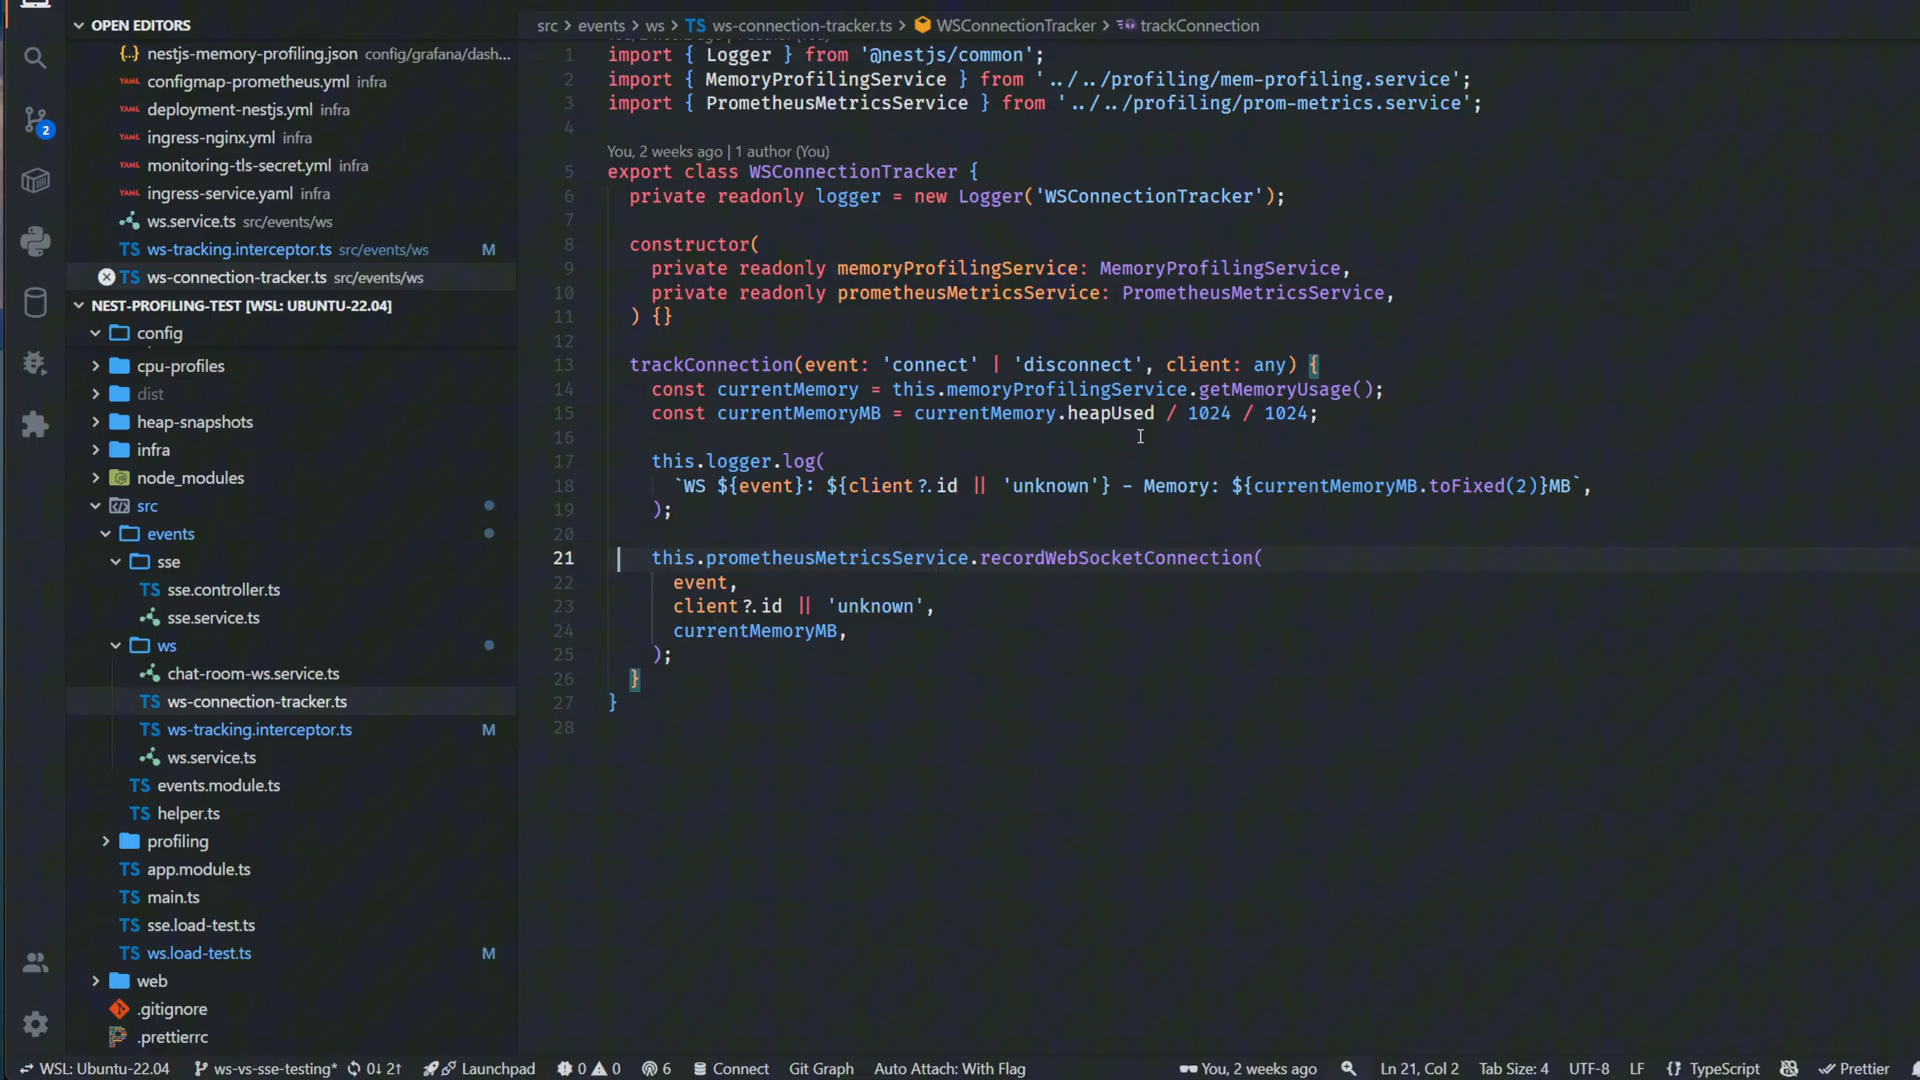 OPEN EDITORS
{..} nestjs-memory-profiling.json config/grafana/dash...
YAML configmap-prometheus.yml infra
YAML deployment-nestjs.yml infra
YAML ingress-nginx.yml infra
YAML monitoring-tls-secret.yml infra
YAML ingress-service.yaml infra
ws.service.ts src/events/ws
TS ws-tracking.interceptor.ts src/events/ws M
TS ws-connection-tracker.ts src/events/ws
NEST-PROFILING-TEST [WSL: UBUNTU-22.04]
config
cpu-profiles
dist
heap-snapshots
infra
node_modules
src
events
sse
TS sse.controller.ts
sse.service.ts
ws
chat-room-ws.service.ts
TS ws-connection-tracker.ts
TS ws-tracking.interceptor.ts M
ws.service.ts
TS events.module.ts
TS helper.ts
profiling
TS app.module.ts
TS main.ts
TS sse.load-test.ts
TS ws.load-test.ts M
web
.gitignore
.prettierrc
2
src > events > ws > TS ws-connection-tracker.ts > WSConnectionTracker > trackConnection
1 import { Logger } from '@nestjs/common';
2 import { MemoryProfilingService } from '../../profiling/mem-profiling.service';
3 import { PrometheusMetricsService } from '../../profiling/prom-metrics.service';
4
You, 2 weeks ago | 1 author (You)
5 export class WSConnectionTracker {
6 private readonly logger = new Logger('WSConnectionTracker');
7
8 constructor(
9 private readonly memoryProfilingService: MemoryProfilingService,
10 private readonly prometheusMetricsService: PrometheusMetricsService,
11 ) {}
12
13 trackConnection(event: 'connect' | 'disconnect', client: any) {
14 const currentMemory = this.memoryProfilingService.getMemoryUsage();
15 const currentMemoryMB = currentMemory.heapUsed / 1024 / 1024;
16
17 this.logger.log(
18 `WS ${event}: ${client?.id || 'unknown'} - Memory: ${currentMemoryMB.toFixed(2)}MB`,
19 );
20
21 this.prometheusMetricsService.recordWebSocketConnection(
22 event,
23 client?.id || 'unknown',
24 currentMemoryMB,
25 );
26 }
27 }
28
WSL: Ubuntu-22.04 ws-vs-sse-testing* 0↓ 2↑ Launchpad 0 0 6 Connect Git Graph Auto Attach: With Flag You, 2 weeks ago Ln 21, Col 2 Tab Size: 4 UTF-8 LF {} TypeScript Prettier